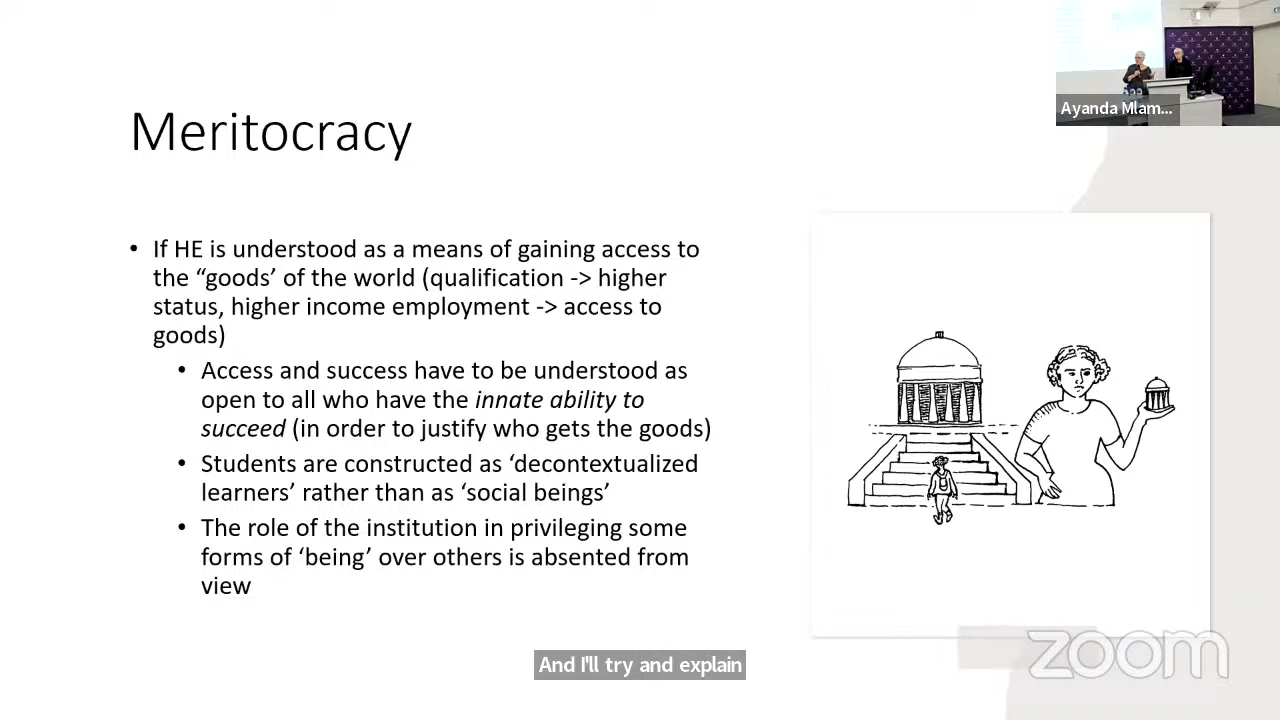 Ayanda Mlam...
Meritocracy
• If HE is understood as a means of gaining access to
the “goods’ of the world (qualification -> higher
status, higher income employment -> access to
goods)
• Access and success have to be understood as
open to all who have the innate ability to
succeed (in order to justify who gets the goods)
• Students are constructed as ‘decontextualized
learners’ rather than as ‘social beings’
• The role of the institution in privileging some
forms of ‘being’ over others is absented from
view
And I'll try and explain
zoom